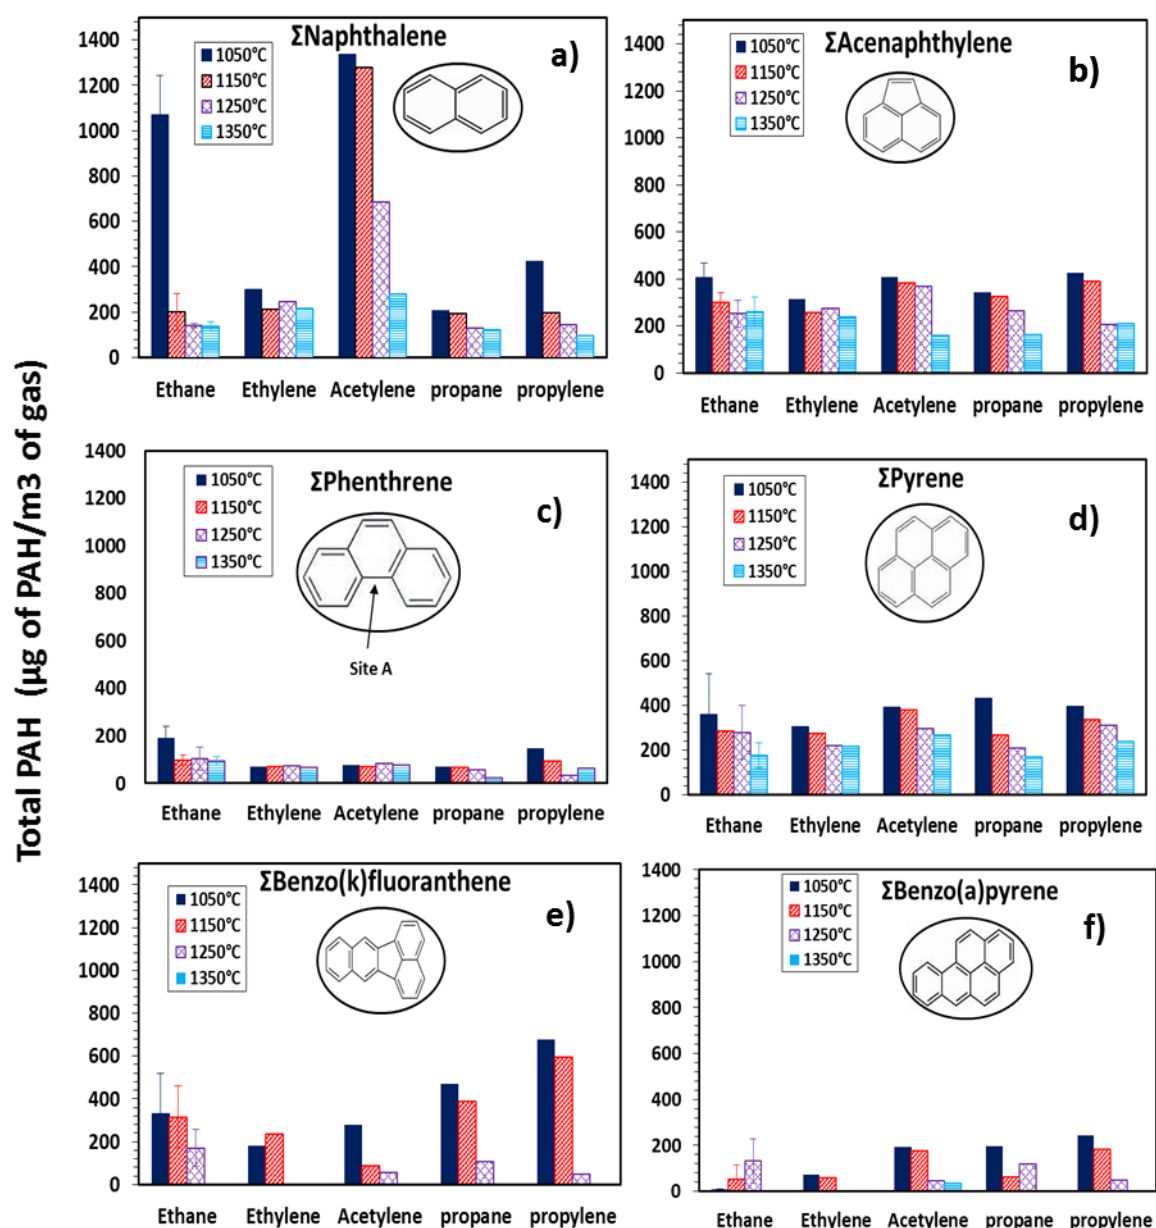 Total PAH (µg of PAH/m3 of gas)
ΣNaphthalene
a)
1050°C
1150°C
1250°C
1350°C
1400
1200
1000
800
600
400
200
0
Ethane Ethylene Acetylene propane propylene
ΣAcenaphthylene
b)
1050°C
1150°C
1250°C
1350°C
1400
1200
1000
800
600
400
200
0
Ethane Ethylene Acetylene propane propylene
ΣPhenthrene
c)
1050°C
1150°C
1250°C
1350°C
Site A
1400
1200
1000
800
600
400
200
0
Ethane Ethylene Acetylene propane propylene
ΣPyrene
d)
1050°C
1150°C
1250°C
1350°C
1400
1200
1000
800
600
400
200
0
Ethane Ethylene Acetylene propane propylene
ΣBenzo(k)fluoranthene
e)
1050°C
1150°C
1250°C
1350°C
1400
1200
1000
800
600
400
200
0
Ethane Ethylene Acetylene propane propylene
ΣBenzo(a)pyrene
f)
1050°C
1150°C
1250°C
1350°C
1400
1200
1000
800
600
400
200
0
Ethane Ethylene Acetylene propane propylene